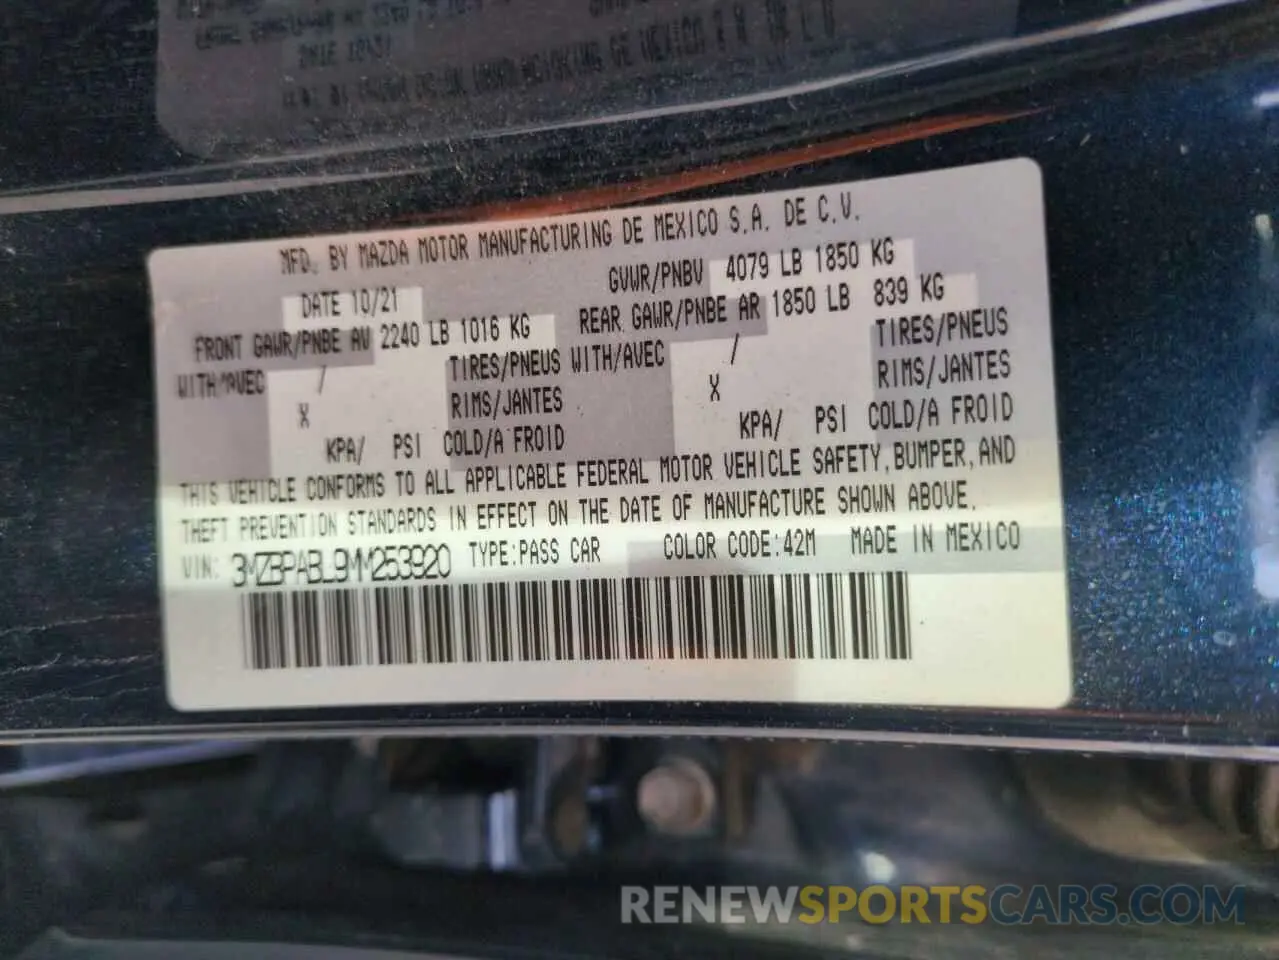 MFD. BY MAZDA MOTOR MANUFACTURING DE MEXICO S.A. DE C.V.
DATE 10/21 GVWR/PNBV 4079 LB 1850 KG
FRONT GAWR/PNBE AV 2240 LB 1016 KG REAR GAWR/PNBE AR 1850 LB 839 KG
WITH/AVEC / TIRES/PNEUS WITH/AVEC / TIRES/PNEUS
X RIMS/JANTES X RIMS/JANTES
KPA/ PSI COLD/A FROID KPA/ PSI COLD/A FROID
THIS VEHICLE CONFORMS TO ALL APPLICABLE FEDERAL MOTOR VEHICLE SAFETY, BUMPER, AND
THEFT PREVENTION STANDARDS IN EFFECT ON THE DATE OF MANUFACTURE SHOWN ABOVE.
VIN: 3MZBPABL9MM253920 TYPE:PASS CAR COLOR CODE:42M MADE IN MEXICO
RENEWSPORTSCARS.COM